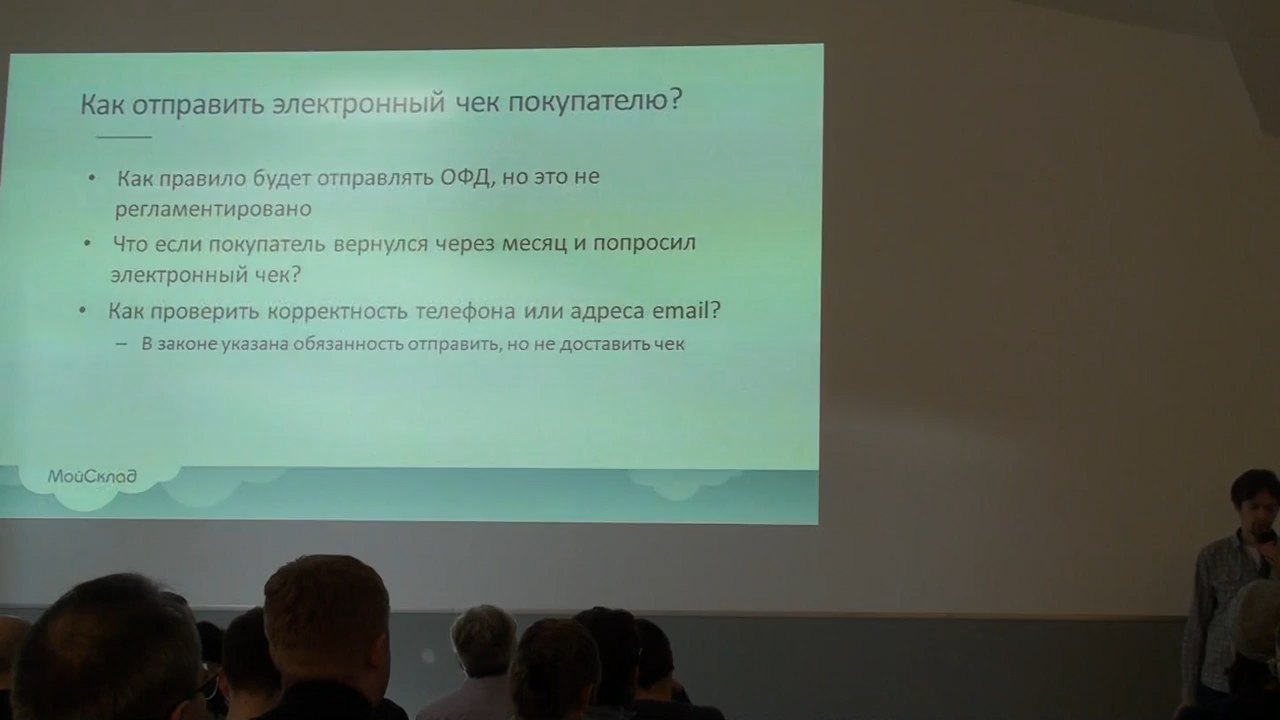 Как отправить электронный чек покупателю?
• Как правило будет отправлять ОФД, но это не
регламентировано
• Что если покупатель вернулся через месяц и попросил
электронный чек?
• Как проверить корректность телефона или адреса email?
– В законе указана обязанность отправить, но не доставить чек
МойСклад